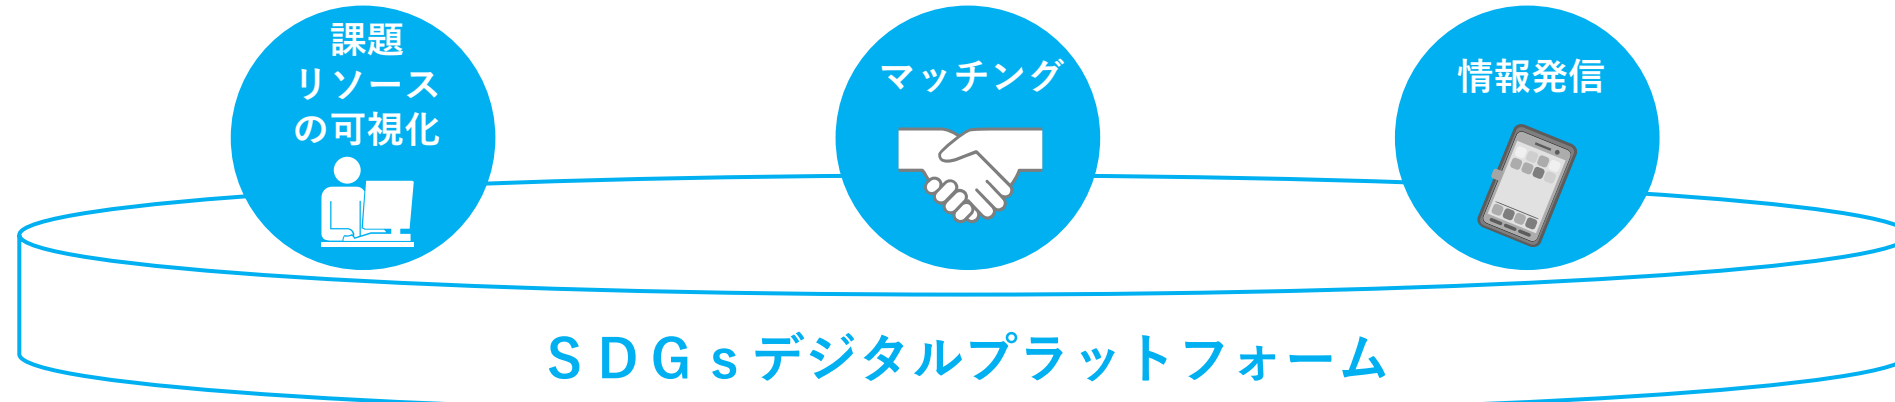 課題
リソース
の可視化
マッチング
情報発信
ＳＤＧｓデジタルプラットフォーム